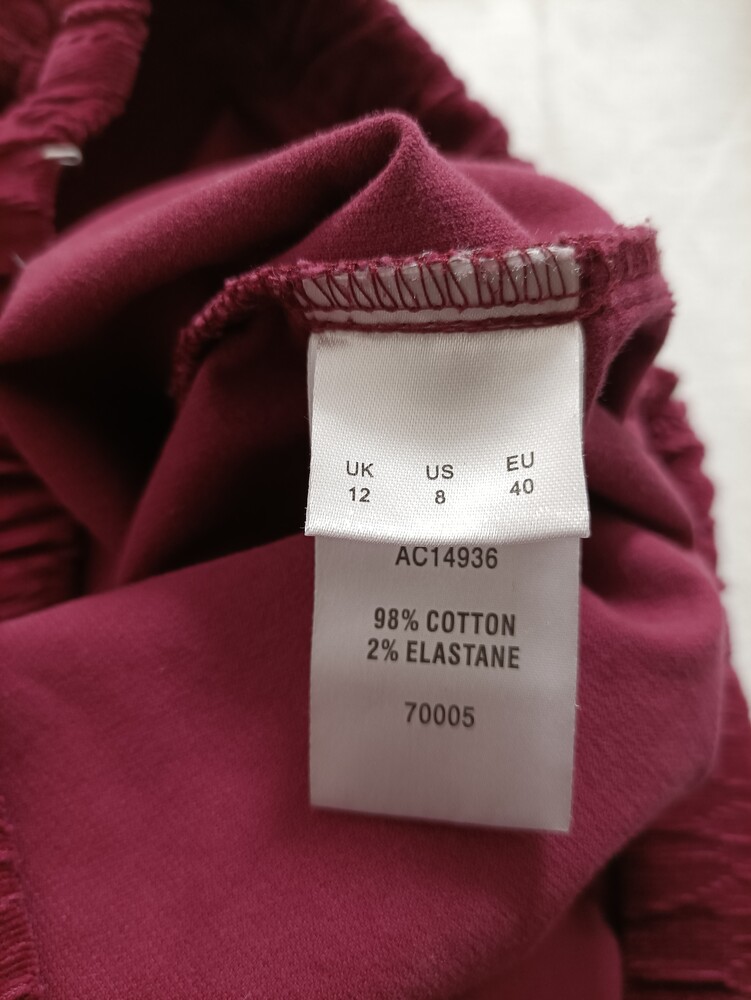 UK US EU
12 8 40
AC14936
98% COTTON
2% ELASTANE
70005